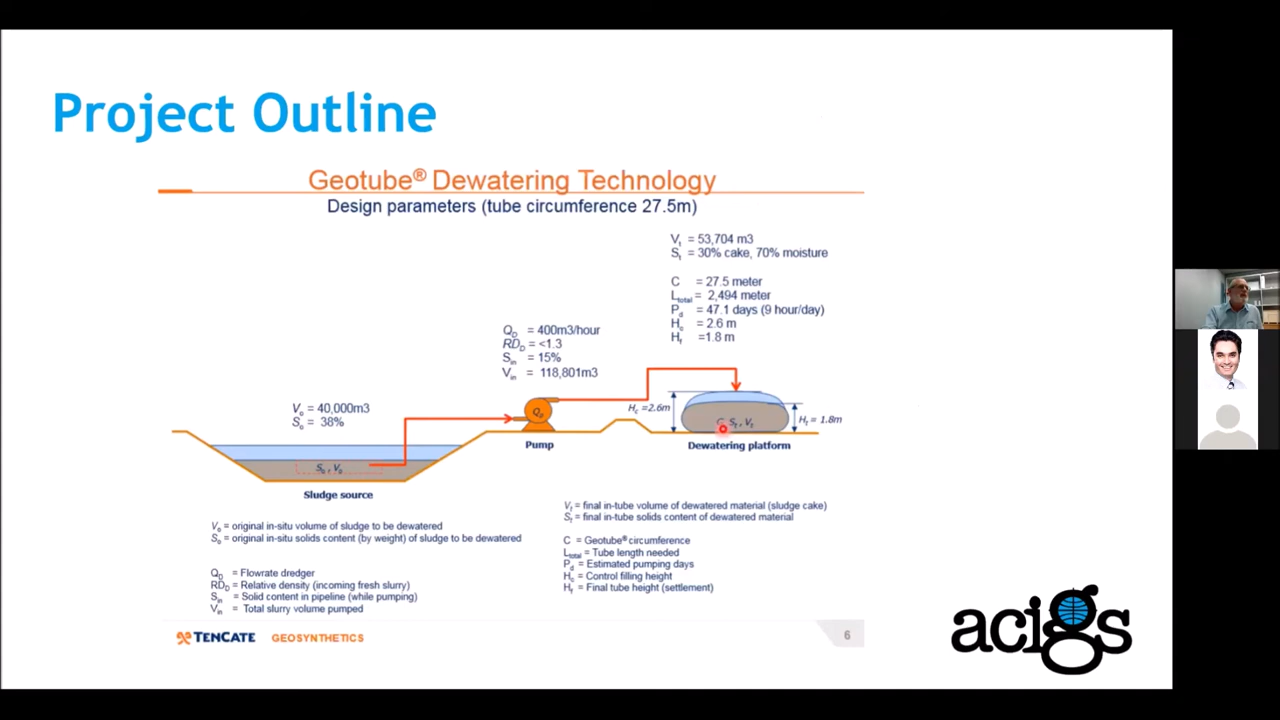 Project Outline
Geotube® Dewatering Technology
Design parameters (tube circumference 27.5m)
Vf = 53,704 m3
Sf = 30% cake, 70% moisture
C = 27.5 meter
Ltotal = 2,494 meter
Pd = 47.1 days (9 hour/day)
Hc = 2.6 m
Hf =1.8 m
QD = 400m3/hour
RDD = <1.3
Sin = 15%
Vin = 118,801m3
Vo = 40,000m3
So = 38%
Hc =2.6m
Hf = 1.8m
QD
Sf, Vf
So, Vo
Pump
Dewatering platform
Sludge source
Vo = original in-situ volume of sludge to be dewatered
So = original in-situ solids content (by weight) of sludge to be dewatered
QD = Flowrate dredger
RDD = Relative density (incoming fresh slurry)
Sin = Solid content in pipeline (while pumping)
Vin = Total slurry volume pumped
Vf = final in-tube volume of dewatered material (sludge cake)
Sf = final in-tube solids content of dewatered material
C = Geotube® circumference
Ltotal = Tube length needed
Pd = Estimated pumping days
Hc = Control filling height
Hf = Final tube height (settlement)
TENCATE GEOSYNTHETICS
6
acigs